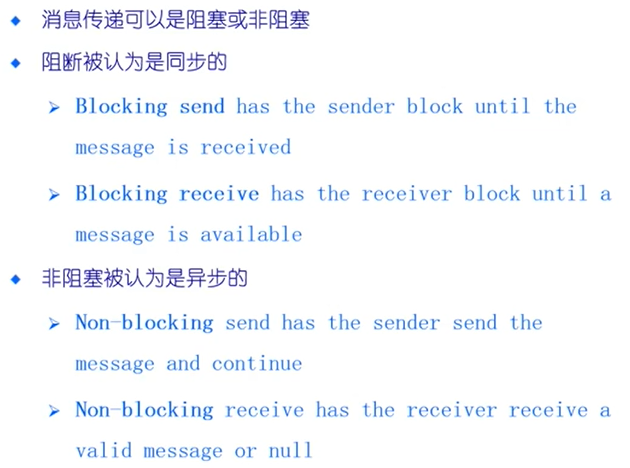 消息传递可以是阻塞或非阻塞
阻断被认为是同步的
Blocking send has the sender block until the
message is received
Blocking receive has the receiver block until a
message is available
非阻塞被认为是异步的
Non-blocking send has the sender send the
message and continue
Non-blocking receive has the receiver receive a
valid message or null